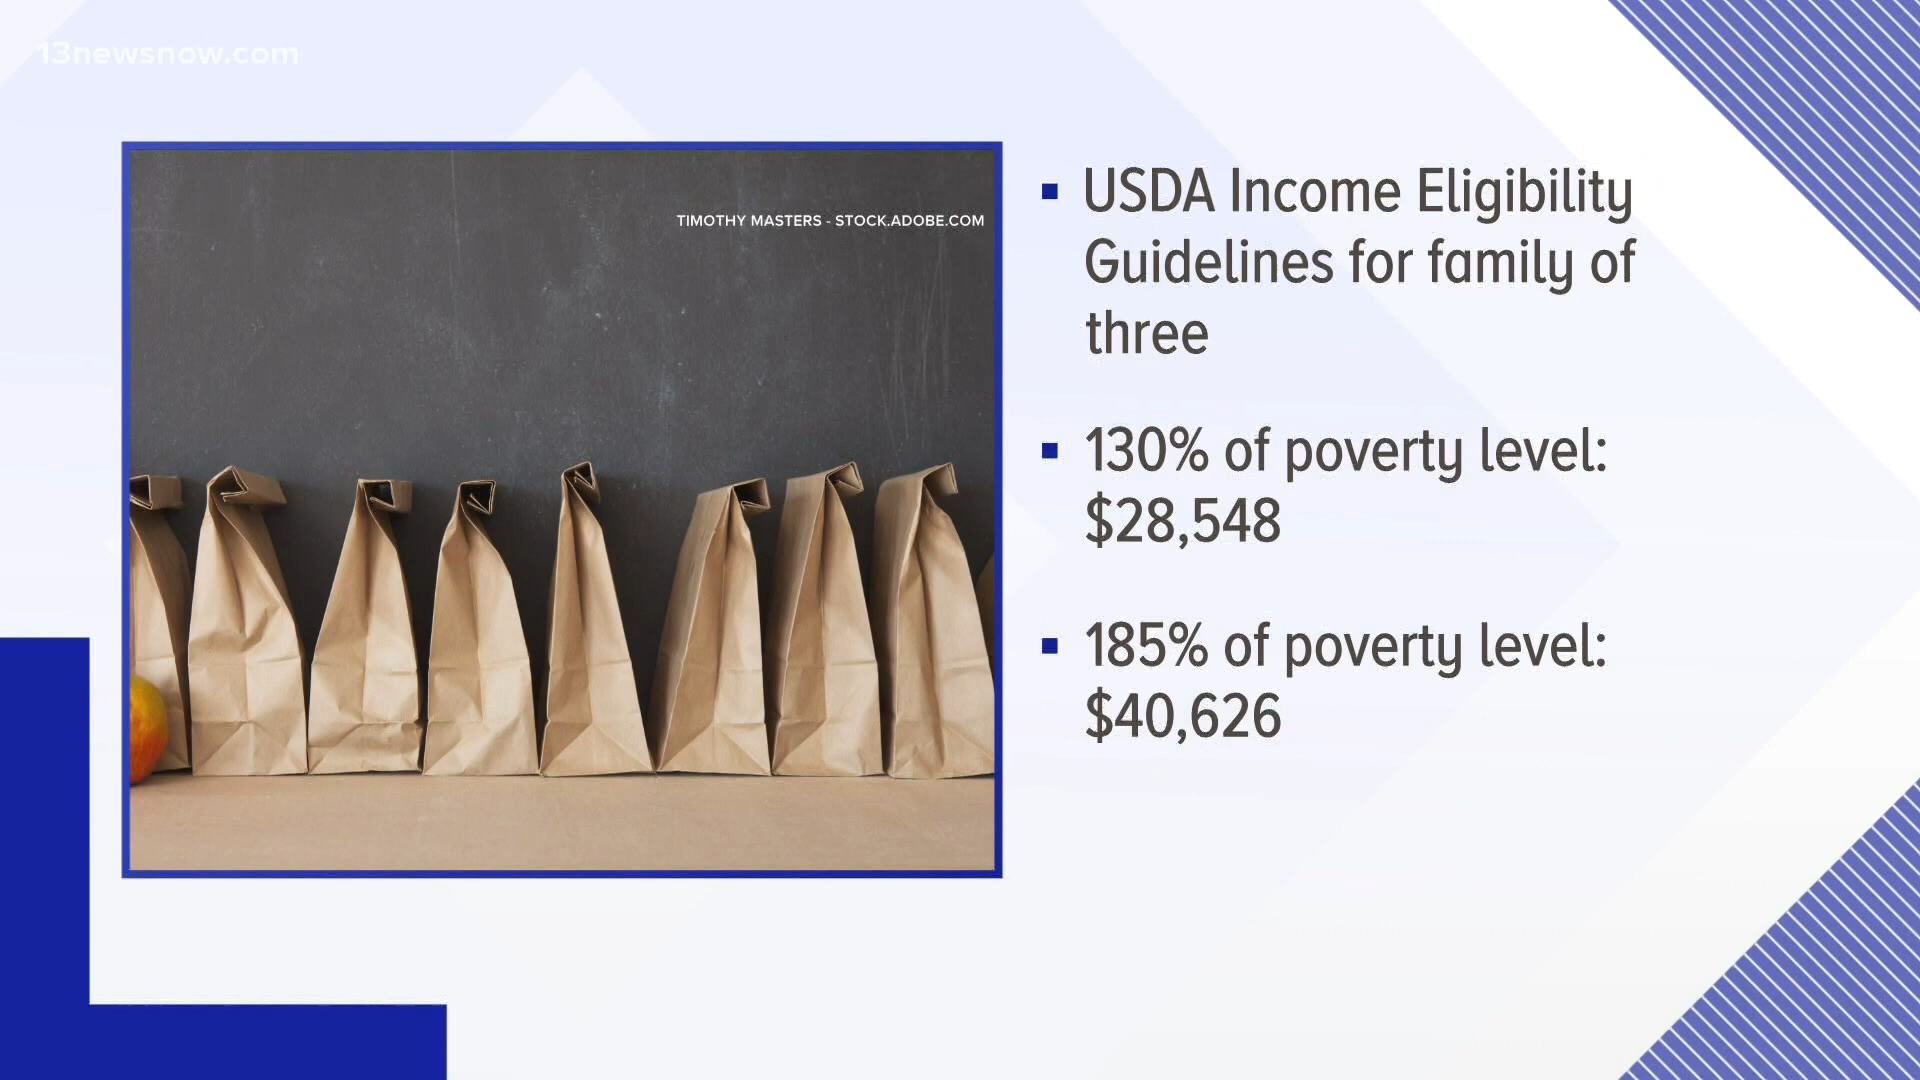 13newsnow.com
TIMOTHY MASTERS - STOCK.ADOBE.COM
▪ USDA Income Eligibility
Guidelines for family of
three
▪ 130% of poverty level:
$28,548
▪ 185% of poverty level:
$40,626